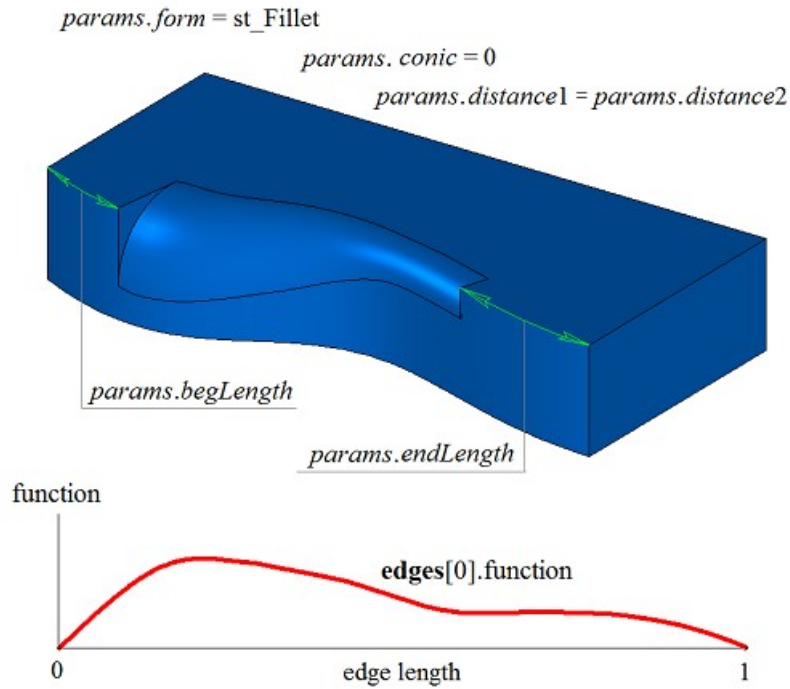 params.form = st_Fillet
params. conic = 0
params.distance1 = params.distance2
params.begLength
params.endLength
function
edges[0].function
0
edge length
1